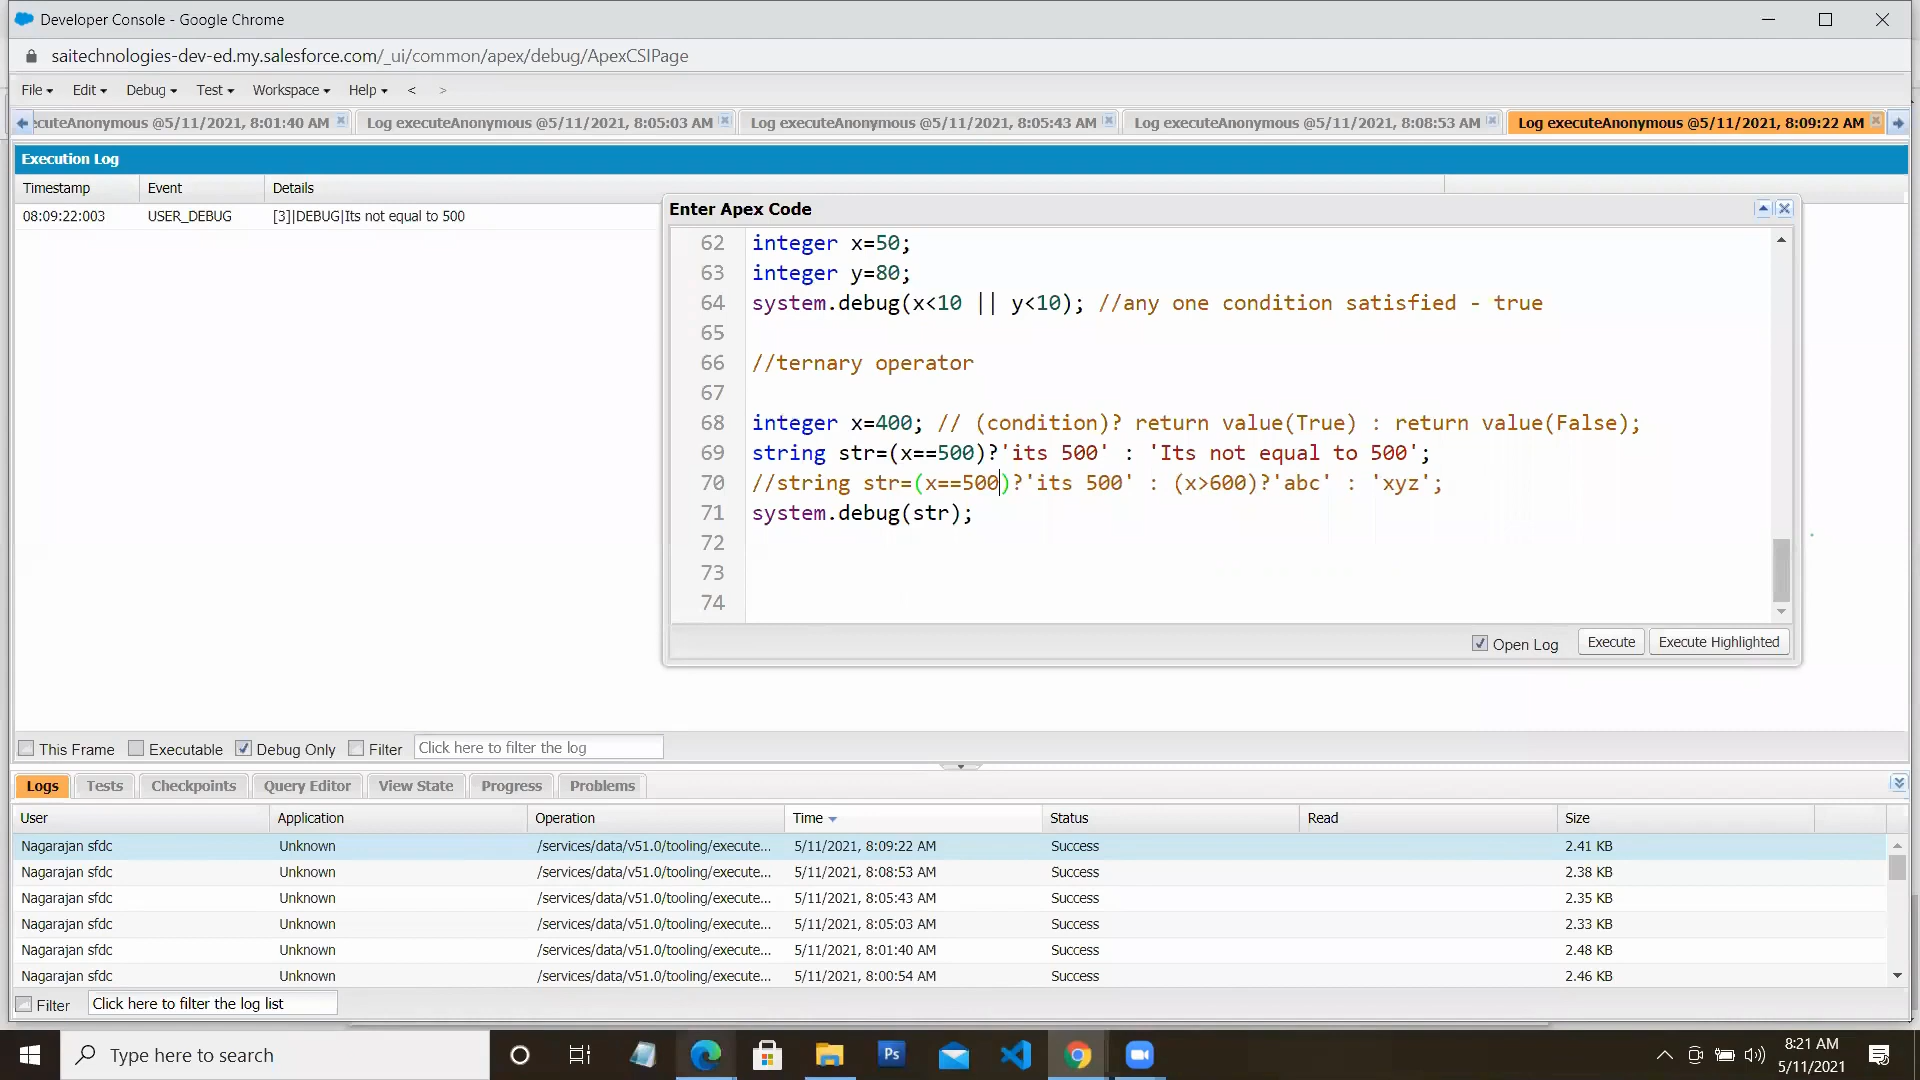 Developer Console - Google Chrome
saitechnologies-dev-ed.my.salesforce.com/_ui/common/apex/debug/ApexCSIPage
File Edit Debug Test Workspace Help < >
ecuteAnonymous @5/11/2021, 8:01:40 AM Log executeAnonymous @5/11/2021, 8:05:03 AM Log executeAnonymous @5/11/2021, 8:05:43 AM Log executeAnonymous @5/11/2021, 8:08:53 AM Log executeAnonymous @5/11/2021, 8:09:22 AM
Execution Log
Timestamp Event Details
08:09:22:003 USER_DEBUG [3]|DEBUG|Its not equal to 500
Enter Apex Code
62 integer x=50;
63 integer y=80;
64 system.debug(x<10 || y<10); //any one condition satisfied - true
65
66 //ternary operator
67
68 integer x=400; // (condition)? return value(True) : return value(False);
69 string str=(x==500)?'its 500' : 'Its not equal to 500';
70 //string str=(x==500)?'its 500' : (x>600)?'abc' : 'xyz';
71 system.debug(str);
72
73
74
Open Log Execute Execute Highlighted
This Frame Executable Debug Only Filter Click here to filter the log
Logs Tests Checkpoints Query Editor View State Progress Problems
User Application Operation Time Status Read Size
Nagarajan sfdc Unknown /services/data/v51.0/tooling/execute... 5/11/2021, 8:09:22 AM Success 2.41 KB
Nagarajan sfdc Unknown /services/data/v51.0/tooling/execute... 5/11/2021, 8:08:53 AM Success 2.38 KB
Nagarajan sfdc Unknown /services/data/v51.0/tooling/execute... 5/11/2021, 8:05:43 AM Success 2.35 KB
Nagarajan sfdc Unknown /services/data/v51.0/tooling/execute... 5/11/2021, 8:05:03 AM Success 2.33 KB
Nagarajan sfdc Unknown /services/data/v51.0/tooling/execute... 5/11/2021, 8:01:40 AM Success 2.48 KB
Nagarajan sfdc Unknown /services/data/v51.0/tooling/execute... 5/11/2021, 8:00:54 AM Success 2.46 KB
Filter Click here to filter the log list
Type here to search Ps 8:21 AM
5/11/2021